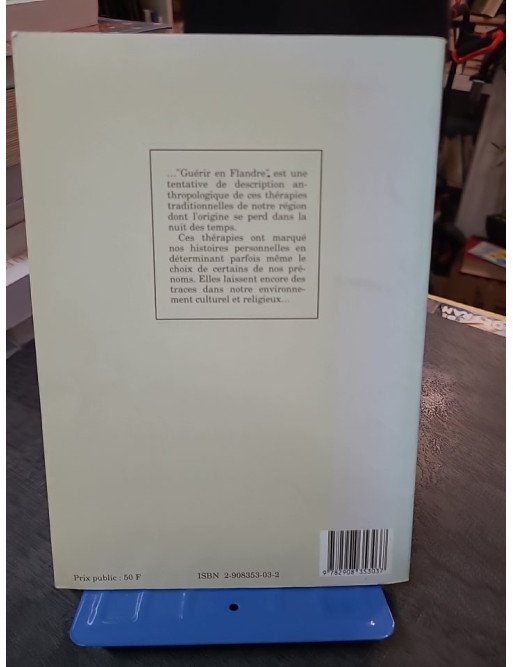 ..."Guérir en Flandre", est une
tentative de description an-
thropologique de ces thérapies
traditionnelles de notre région
dont l'origine se perd dans la
nuit des temps.
Ces thérapies ont marqué
nos histoires personnelles en
déterminant parfois même le
choix de certains de nos pré-
noms. Elles laissent encore des
traces dans notre environne-
ment culturel et religieux...
Prix public : 50 F
ISBN 2-908353-03-2
9 782908 353037